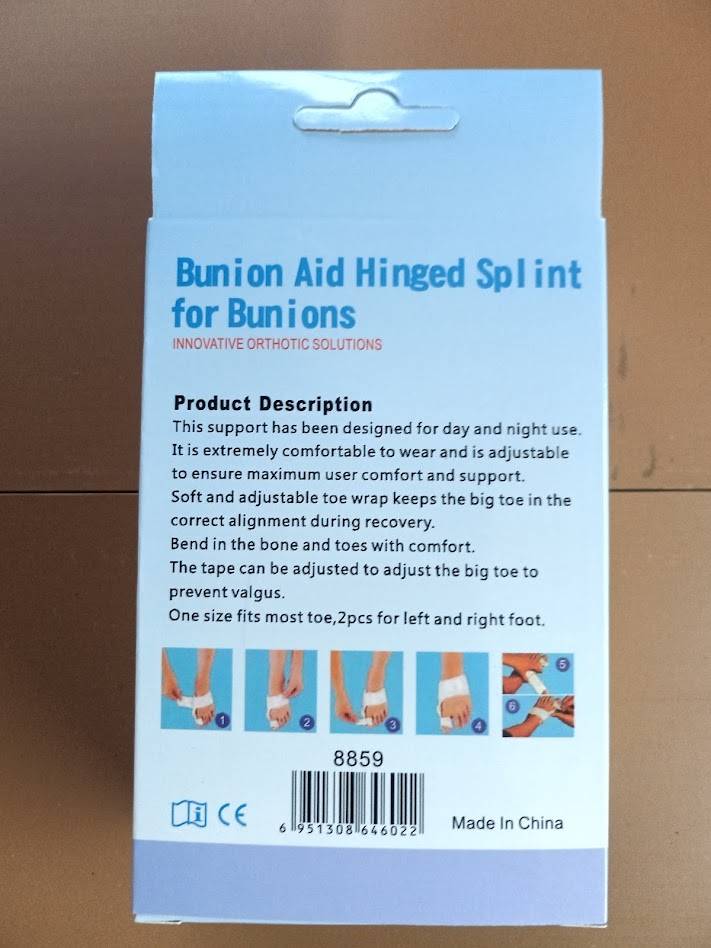 Bunion Aid Hinged Splint
for Bunions
INNOVATIVE ORTHOTIC SOLUTIONS
Product Description
This support has been designed for day and night use.
It is extremely comfortable to wear and is adjustable
to ensure maximum user comfort and support.
Soft and adjustable toe wrap keeps the big toe in the
correct alignment during recovery.
Bend in the bone and toes with comfort.
The tape can be adjusted to adjust the big toe to
prevent valgus.
One size fits most toe,2pcs for left and right foot.
1
2
3
4
5
6
8859
6 951308 646022
i
CE
Made In China